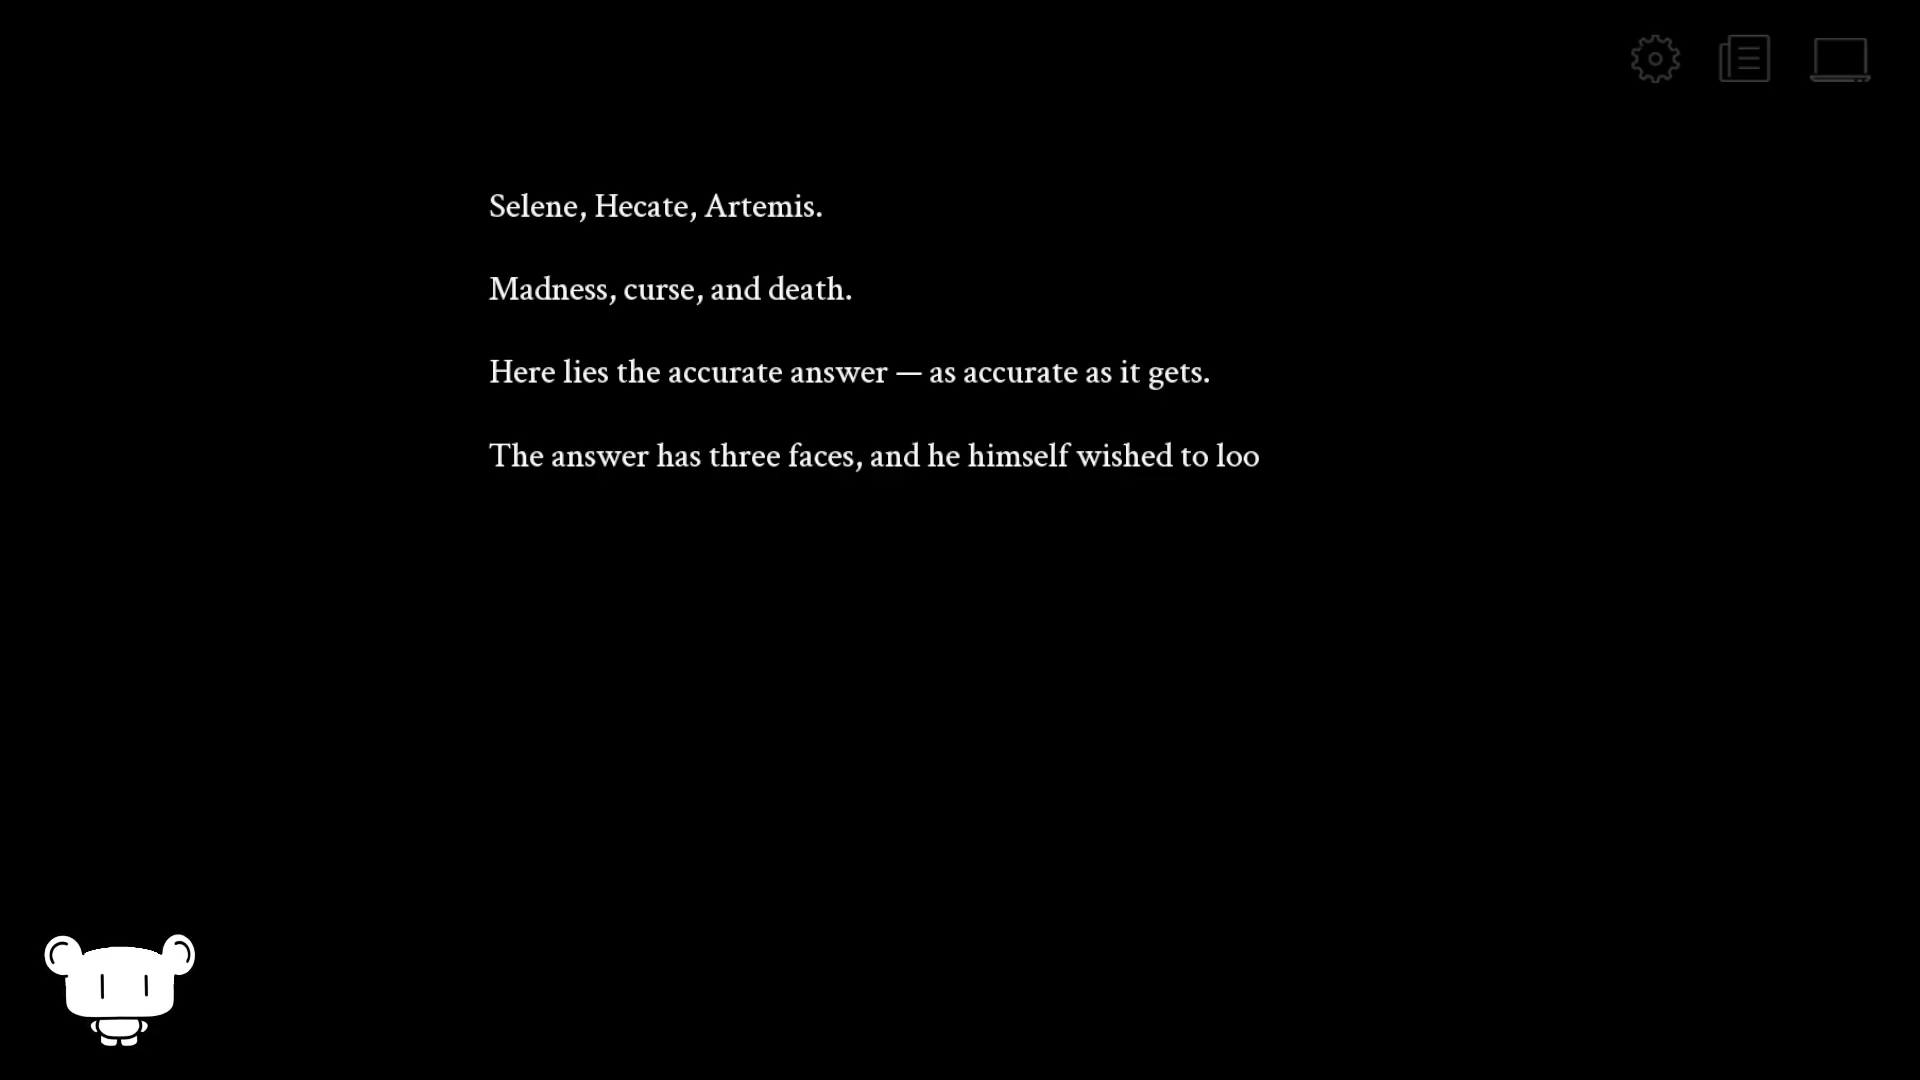 Selene, Hecate, Artemis.
Madness, curse, and death.
Here lies the accurate answer — as accurate as it gets.
The answer has three faces, and he himself wished to loo